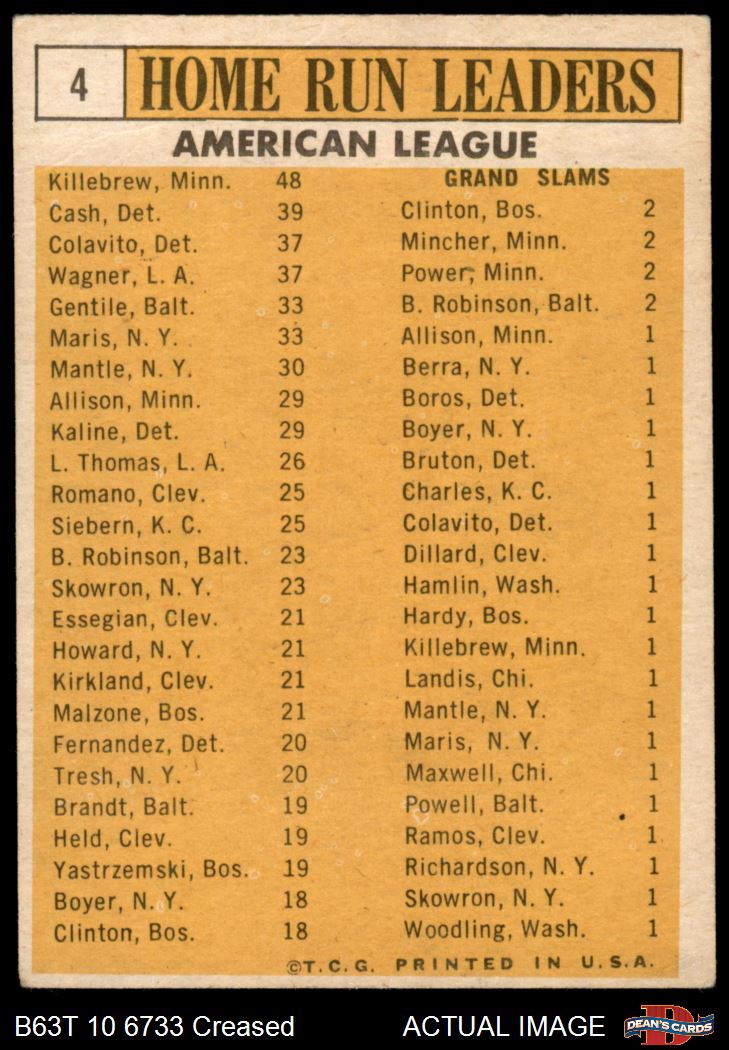 4 HOME RUN LEADERS
AMERICAN LEAGUE
Killebrew, Minn. 48
Cash, Det. 39
Colavito, Det. 37
Wagner, L. A. 37
Gentile, Balt. 33
Maris, N. Y. 33
Mantle, N. Y. 30
Allison, Minn. 29
Kaline, Det. 29
L. Thomas, L. A. 26
Romano, Clev. 25
Siebern, K. C. 25
B. Robinson, Balt. 23
Skowron, N. Y. 23
Essegian, Clev. 21
Howard, N. Y. 21
Kirkland, Clev. 21
Malzone, Bos. 21
Fernandez, Det. 20
Tresh, N. Y. 20
Brandt, Balt. 19
Held, Clev. 19
Yastrzemski, Bos. 19
Boyer, N. Y. 18
Clinton, Bos. 18
GRAND SLAMS
Clinton, Bos. 2
Mincher, Minn. 2
Power, Minn. 2
B. Robinson, Balt. 2
Allison, Minn. 1
Berra, N. Y. 1
Boros, Det. 1
Boyer, N. Y. 1
Bruton, Det. 1
Charles, K. C. 1
Colavito, Det. 1
Dillard, Clev. 1
Hamlin, Wash. 1
Hardy, Bos. 1
Killebrew, Minn. 1
Landis, Chi. 1
Mantle, N. Y. 1
Maris, N. Y. 1
Maxwell, Chi. 1
Powell, Balt. 1
Ramos, Clev. 1
Richardson, N. Y. 1
Skowron, N. Y. 1
Woodling, Wash. 1
©T.C.G. PRINTED IN U.S.A.
B63T 10 6733 Creased ACTUAL IMAGE
D
DEAN'S CARDS